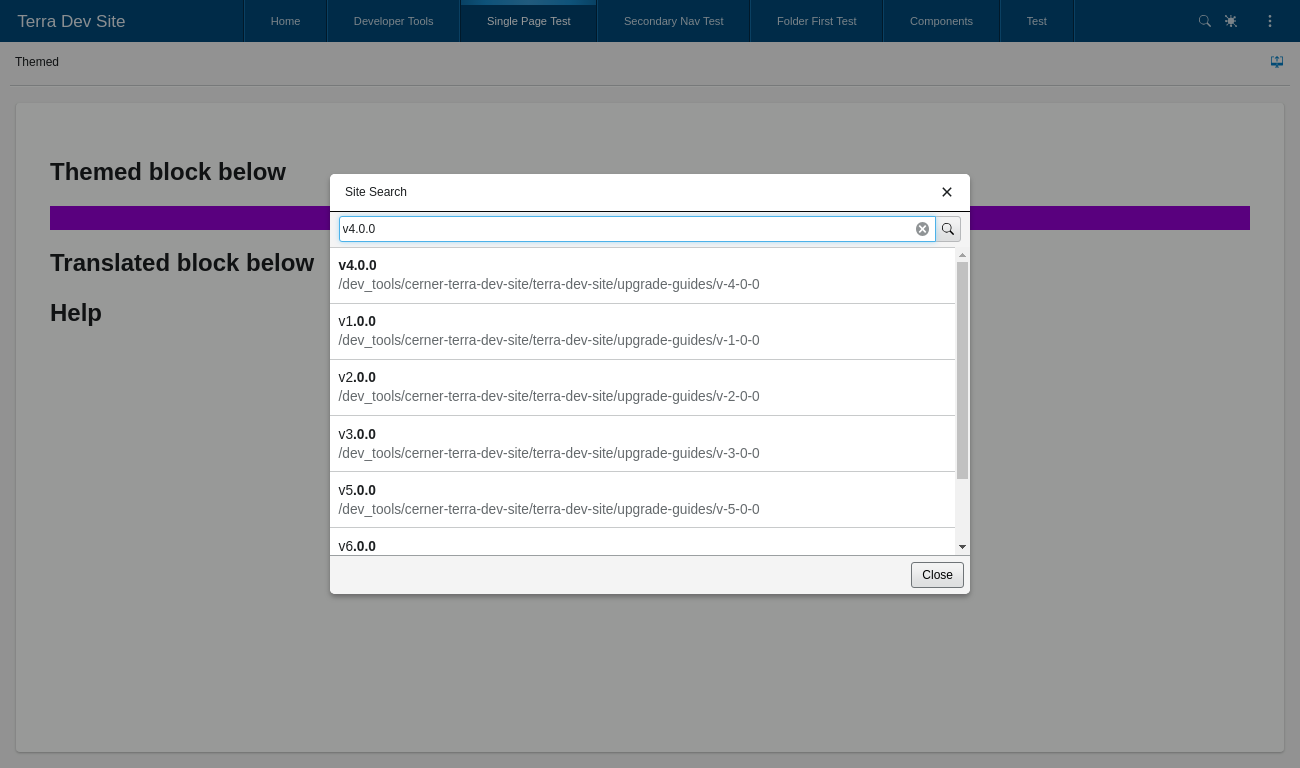 Terra Dev Site
Home
Developer Tools
Single Page Test
Secondary Nav Test
Folder First Test
Components
Test
Themed
Themed block below
Translated block below
Help
Site Search
v4.0.0
v4.0.0
/dev_tools/cerner-terra-dev-site/terra-dev-site/upgrade-guides/v-4-0-0
v1.0.0
/dev_tools/cerner-terra-dev-site/terra-dev-site/upgrade-guides/v-1-0-0
v2.0.0
/dev_tools/cerner-terra-dev-site/terra-dev-site/upgrade-guides/v-2-0-0
v3.0.0
/dev_tools/cerner-terra-dev-site/terra-dev-site/upgrade-guides/v-3-0-0
v5.0.0
/dev_tools/cerner-terra-dev-site/terra-dev-site/upgrade-guides/v-5-0-0
v6.0.0
Close